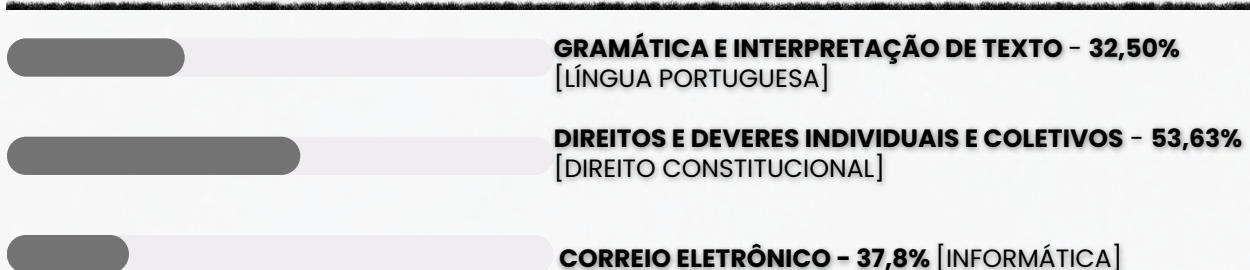 GRAMÁTICA E INTERPRETAÇÃO DE TEXTO - 32,50%
[LÍNGUA PORTUGUESA]
DIREITOS E DEVERES INDIVIDUAIS E COLETIVOS - 53,63%
[DIREITO CONSTITUCIONAL]
CORREIO ELETRÔNICO - 37,8% [INFORMÁTICA]